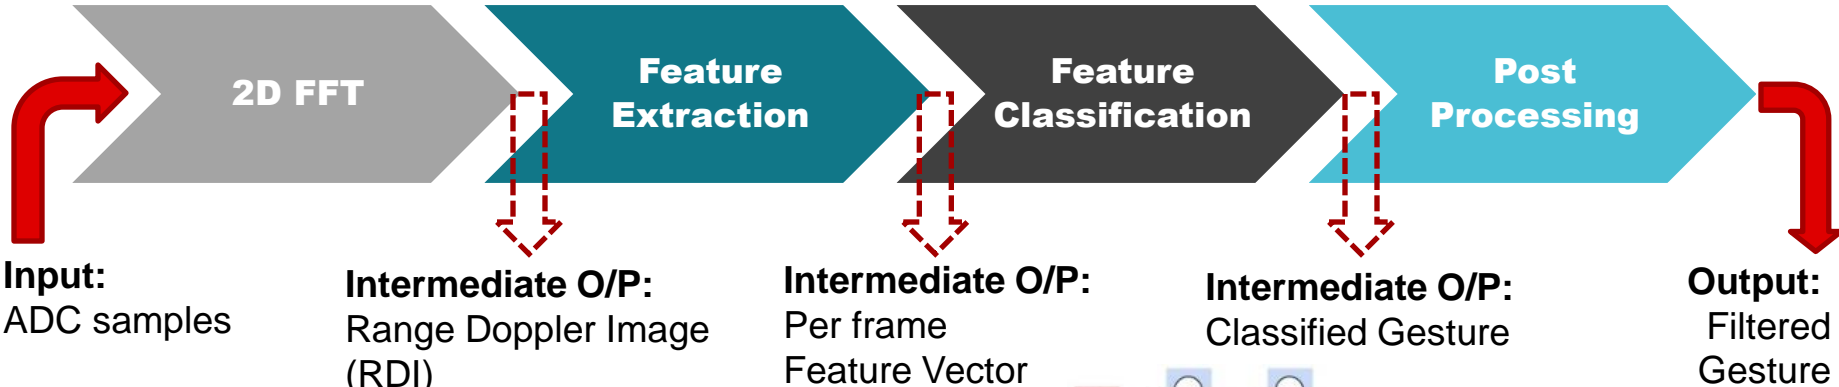 2D FFT
Feature
Extraction
Feature
Classification
Post
Processing
Input:
ADC samples
Intermediate O/P:
Range Doppler Image
(RDI)
Intermediate O/P:
Per frame
Feature Vector
Intermediate O/P:
Classified Gesture
Output:
Filtered
Gesture